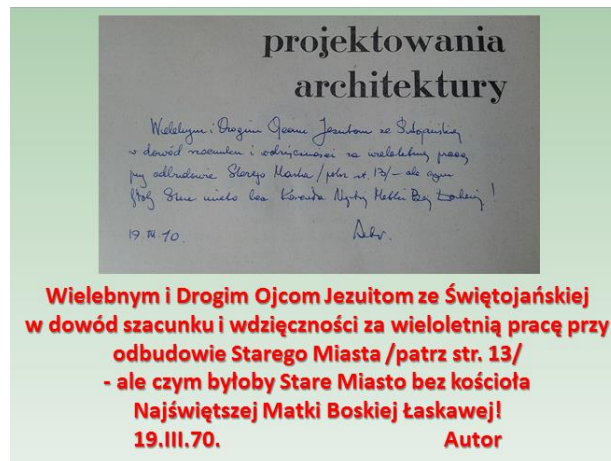 projektowania
architektury
Wielebnym i Drogim Ojcom Jezuitom ze Świętojańskiej
w dowód szacunku i wdzięczności za wieloletnią pracę
przy odbudowie Starego Miasta /patrz st. 13/ – ale czym
byłoby Stare Miasto bez Kościoła Najśw. Matki Bożej Łaskawej!
19 III 70. Autor.
Wielebnym i Drogim Ojcom Jezuitom ze Świętojańskiej
w dowód szacunku i wdzięczności za wieloletnią pracę przy
odbudowie Starego Miasta /patrz str. 13/
- ale czym byłoby Stare Miasto bez kościoła
Najświętszej Matki Boskiej Łaskawej!
19.III.70. Autor